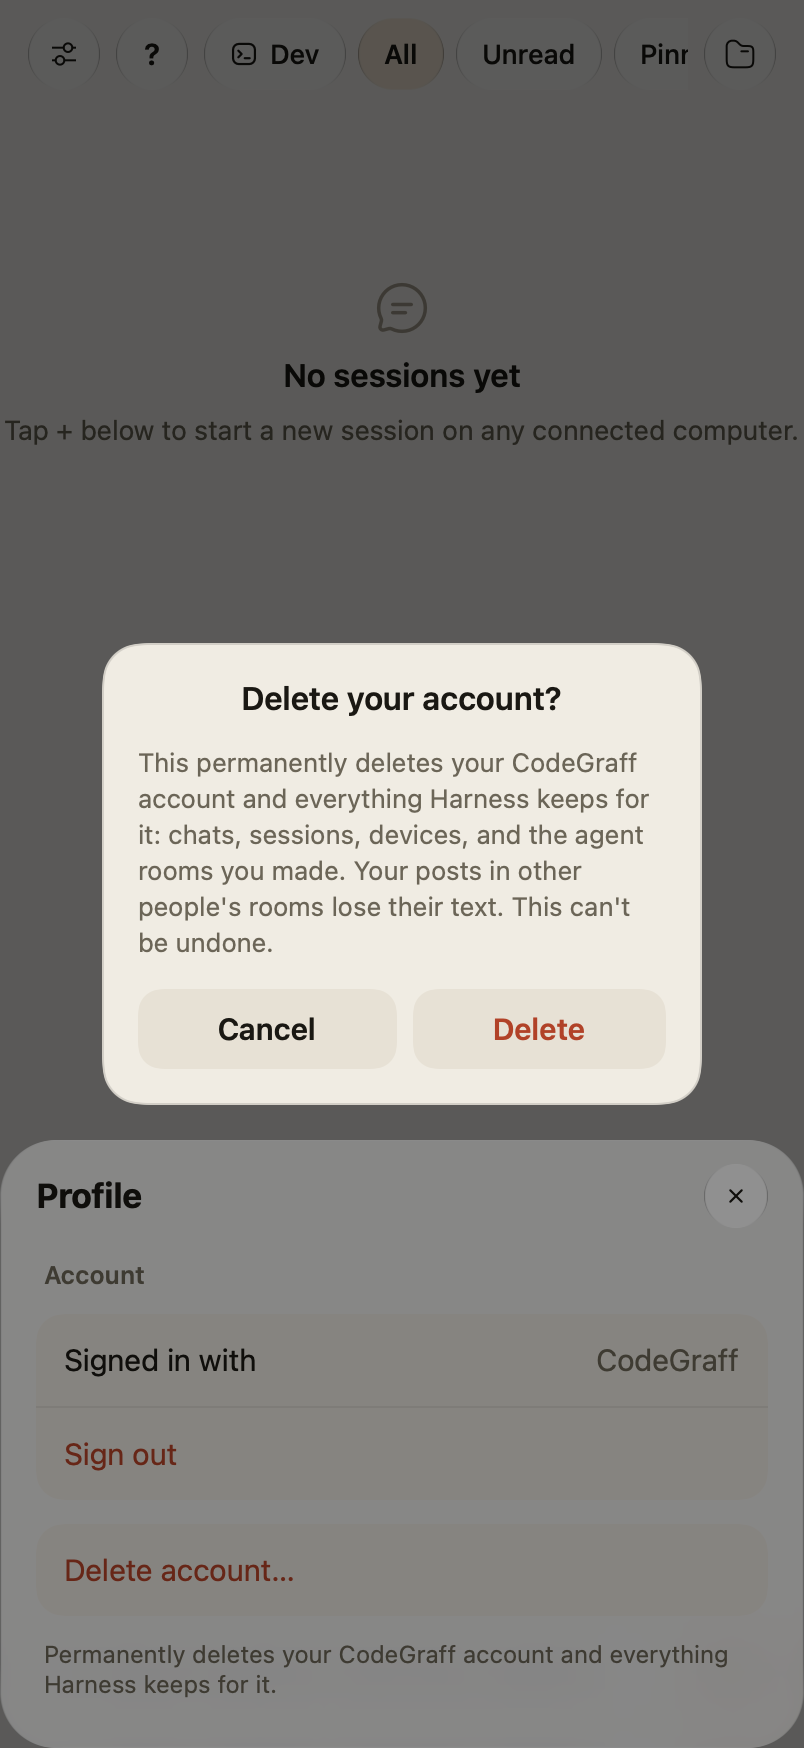 ? Dev All Unread Pinr
No sessions yet
Tap + below to start a new session on any connected computer.
Delete your account?
This permanently deletes your CodeGraff
account and everything Harness keeps for
it: chats, sessions, devices, and the agent
rooms you made. Your posts in other
people's rooms lose their text. This can't
be undone.
Cancel Delete
Profile
Account
Signed in with CodeGraff
Sign out
Delete account...
Permanently deletes your CodeGraff account and everything
Harness keeps for it.